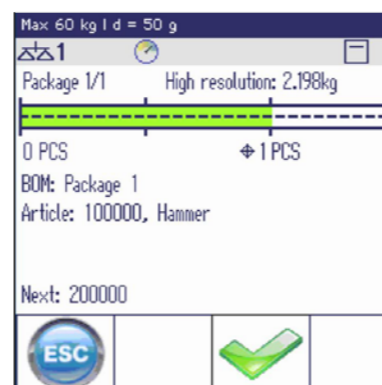 Max 60 kg | d = 50 g
1
Package 1/1 High resolution: 2.198kg
0 PCS 1 PCS
BOM: Package 1
Article: 100000, Hammer
Next: 200000
ESC